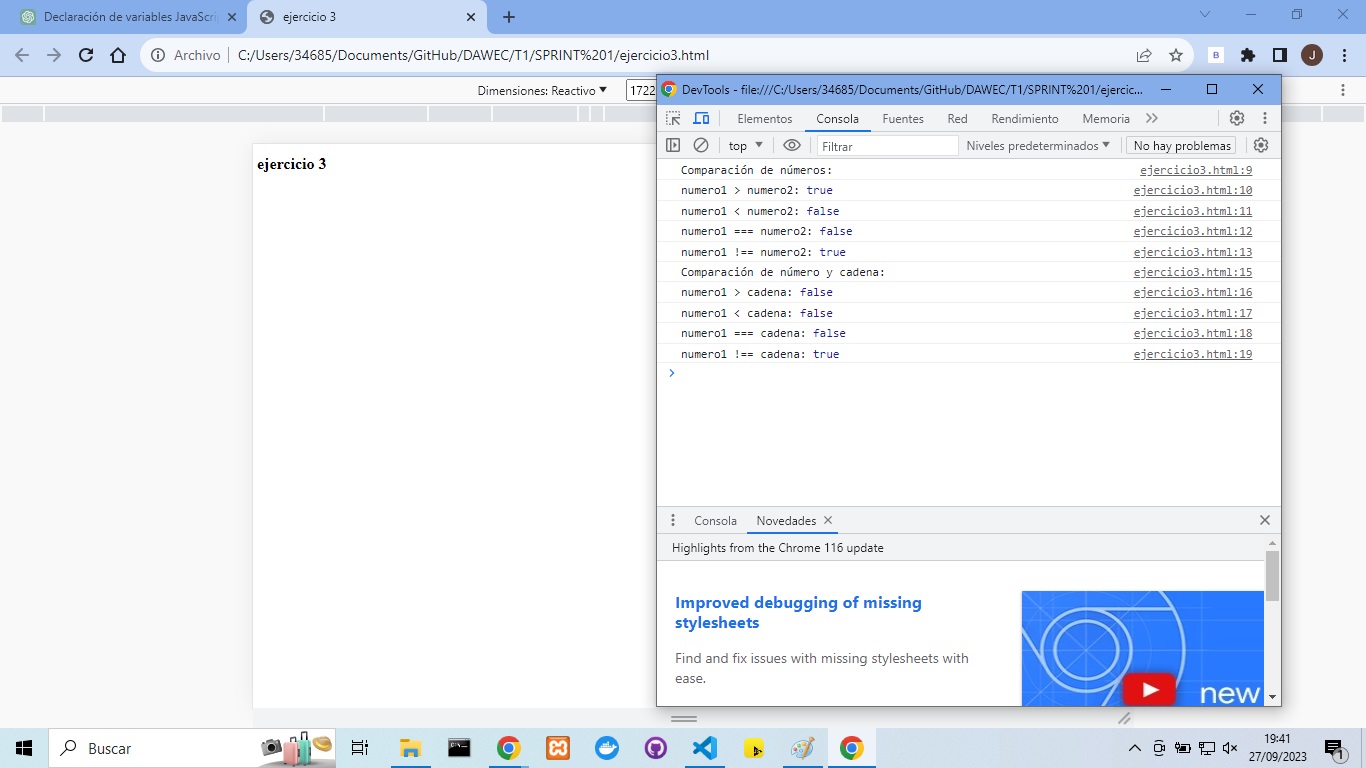 Declaración de variables JavaScri
ejercicio 3
Archivo
C:/Users/34685/Documents/GitHub/DAWEC/T1/SPRINT%201/ejercicio3.html
B
J
Dimensiones: Reactivo
1722
ejercicio 3
DevTools - file:///C:/Users/34685/Documents/GitHub/DAWEC/T1/SPRINT%201/ejercic...
Elementos Consola Fuentes Red Rendimiento Memoria
top Filtrar Niveles predeterminados No hay problemas
Comparación de números: ejercicio3.html:9
numero1 > numero2: true ejercicio3.html:10
numero1 < numero2: false ejercicio3.html:11
numero1 === numero2: false ejercicio3.html:12
numero1 !== numero2: true ejercicio3.html:13
Comparación de número y cadena: ejercicio3.html:15
numero1 > cadena: false ejercicio3.html:16
numero1 < cadena: false ejercicio3.html:17
numero1 === cadena: false ejercicio3.html:18
numero1 !== cadena: true ejercicio3.html:19
Consola Novedades
Highlights from the Chrome 116 update
Improved debugging of missing
stylesheets
Find and fix issues with missing stylesheets with
ease.
new
Buscar
19:41
27/09/2023
1